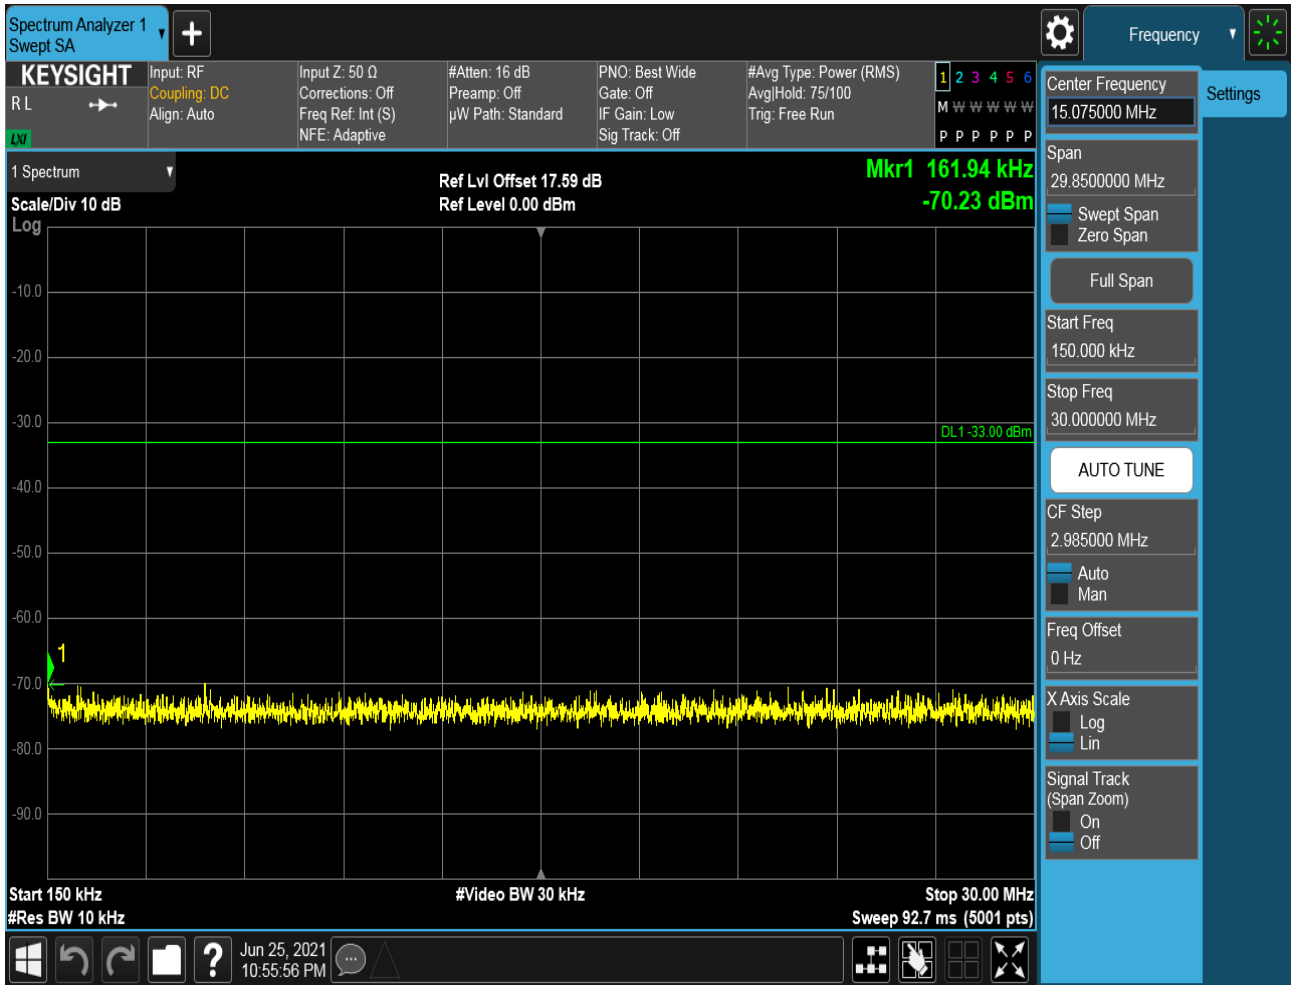 Spectrum Analyzer 1
Swept SA
Frequency
KEYSIGHT
R L
LXI
Input: RF
Coupling: DC
Align: Auto
Input Z: 50 Ω
Corrections: Off
Freq Ref: Int (S)
NFE: Adaptive
#Atten: 16 dB
Preamp: Off
µW Path: Standard
PNO: Best Wide
Gate: Off
IF Gain: Low
Sig Track: Off
#Avg Type: Power (RMS)
Avg|Hold: 75/100
Trig: Free Run
1 2 3 4 5 6
M W W W W W
P P P P P P
1 Spectrum
Scale/Div 10 dB
Log
Ref Lvl Offset 17.59 dB
Ref Level 0.00 dBm
Mkr1 161.94 kHz
-70.23 dBm
-10.0
-20.0
-30.0
DL1 -33.00 dBm
-40.0
-50.0
-60.0
1
-70.0
-80.0
-90.0
Start 150 kHz
#Video BW 30 kHz
Stop 30.00 MHz
#Res BW 10 kHz
Sweep 92.7 ms (5001 pts)
?
Jun 25, 2021
10:55:56 PM
Center Frequency
15.075000 MHz
Settings
Span
29.8500000 MHz
Swept Span
Zero Span
Full Span
Start Freq
150.000 kHz
Stop Freq
30.000000 MHz
AUTO TUNE
CF Step
2.985000 MHz
Auto
Man
Freq Offset
0 Hz
X Axis Scale
Log
Lin
Signal Track
(Span Zoom)
On
Off